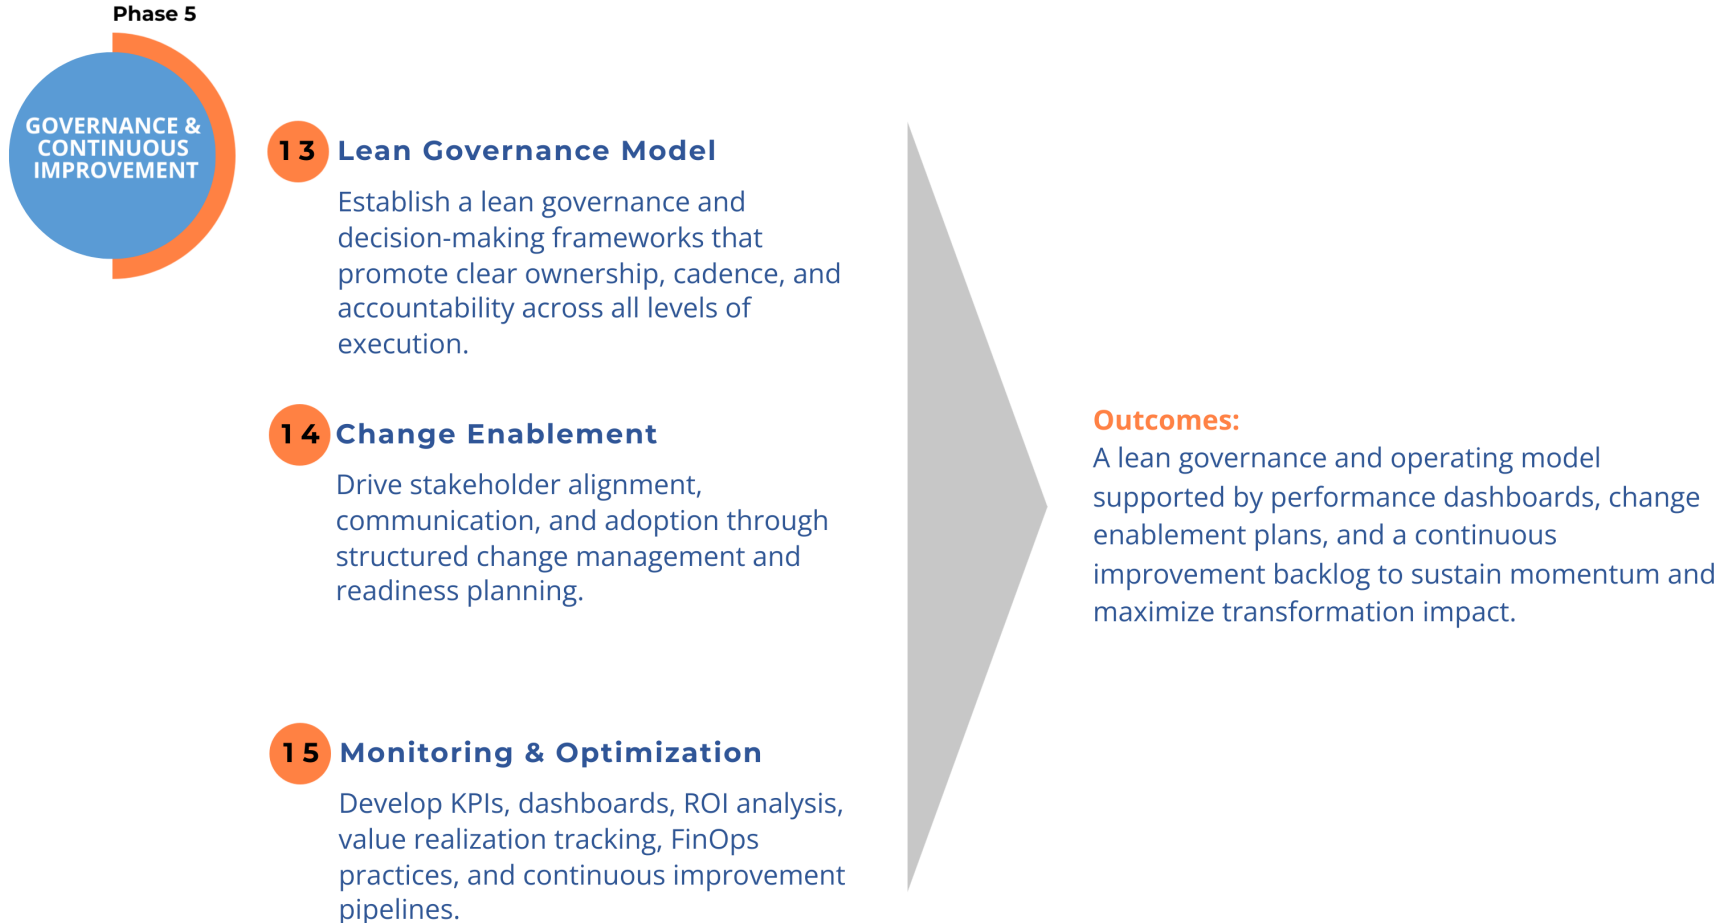 Phase 5
GOVERNANCE &
CONTINUOUS
IMPROVEMENT
13 Lean Governance Model
Establish a lean governance and
decision-making frameworks that
promote clear ownership, cadence, and
accountability across all levels of
execution.
14 Change Enablement
Drive stakeholder alignment,
communication, and adoption through
structured change management and
readiness planning.
15 Monitoring & Optimization
Develop KPIs, dashboards, ROI analysis,
value realization tracking, FinOps
practices, and continuous improvement
pipelines.
Outcomes:
A lean governance and operating model
supported by performance dashboards, change
enablement plans, and a continuous
improvement backlog to sustain momentum and
maximize transformation impact.